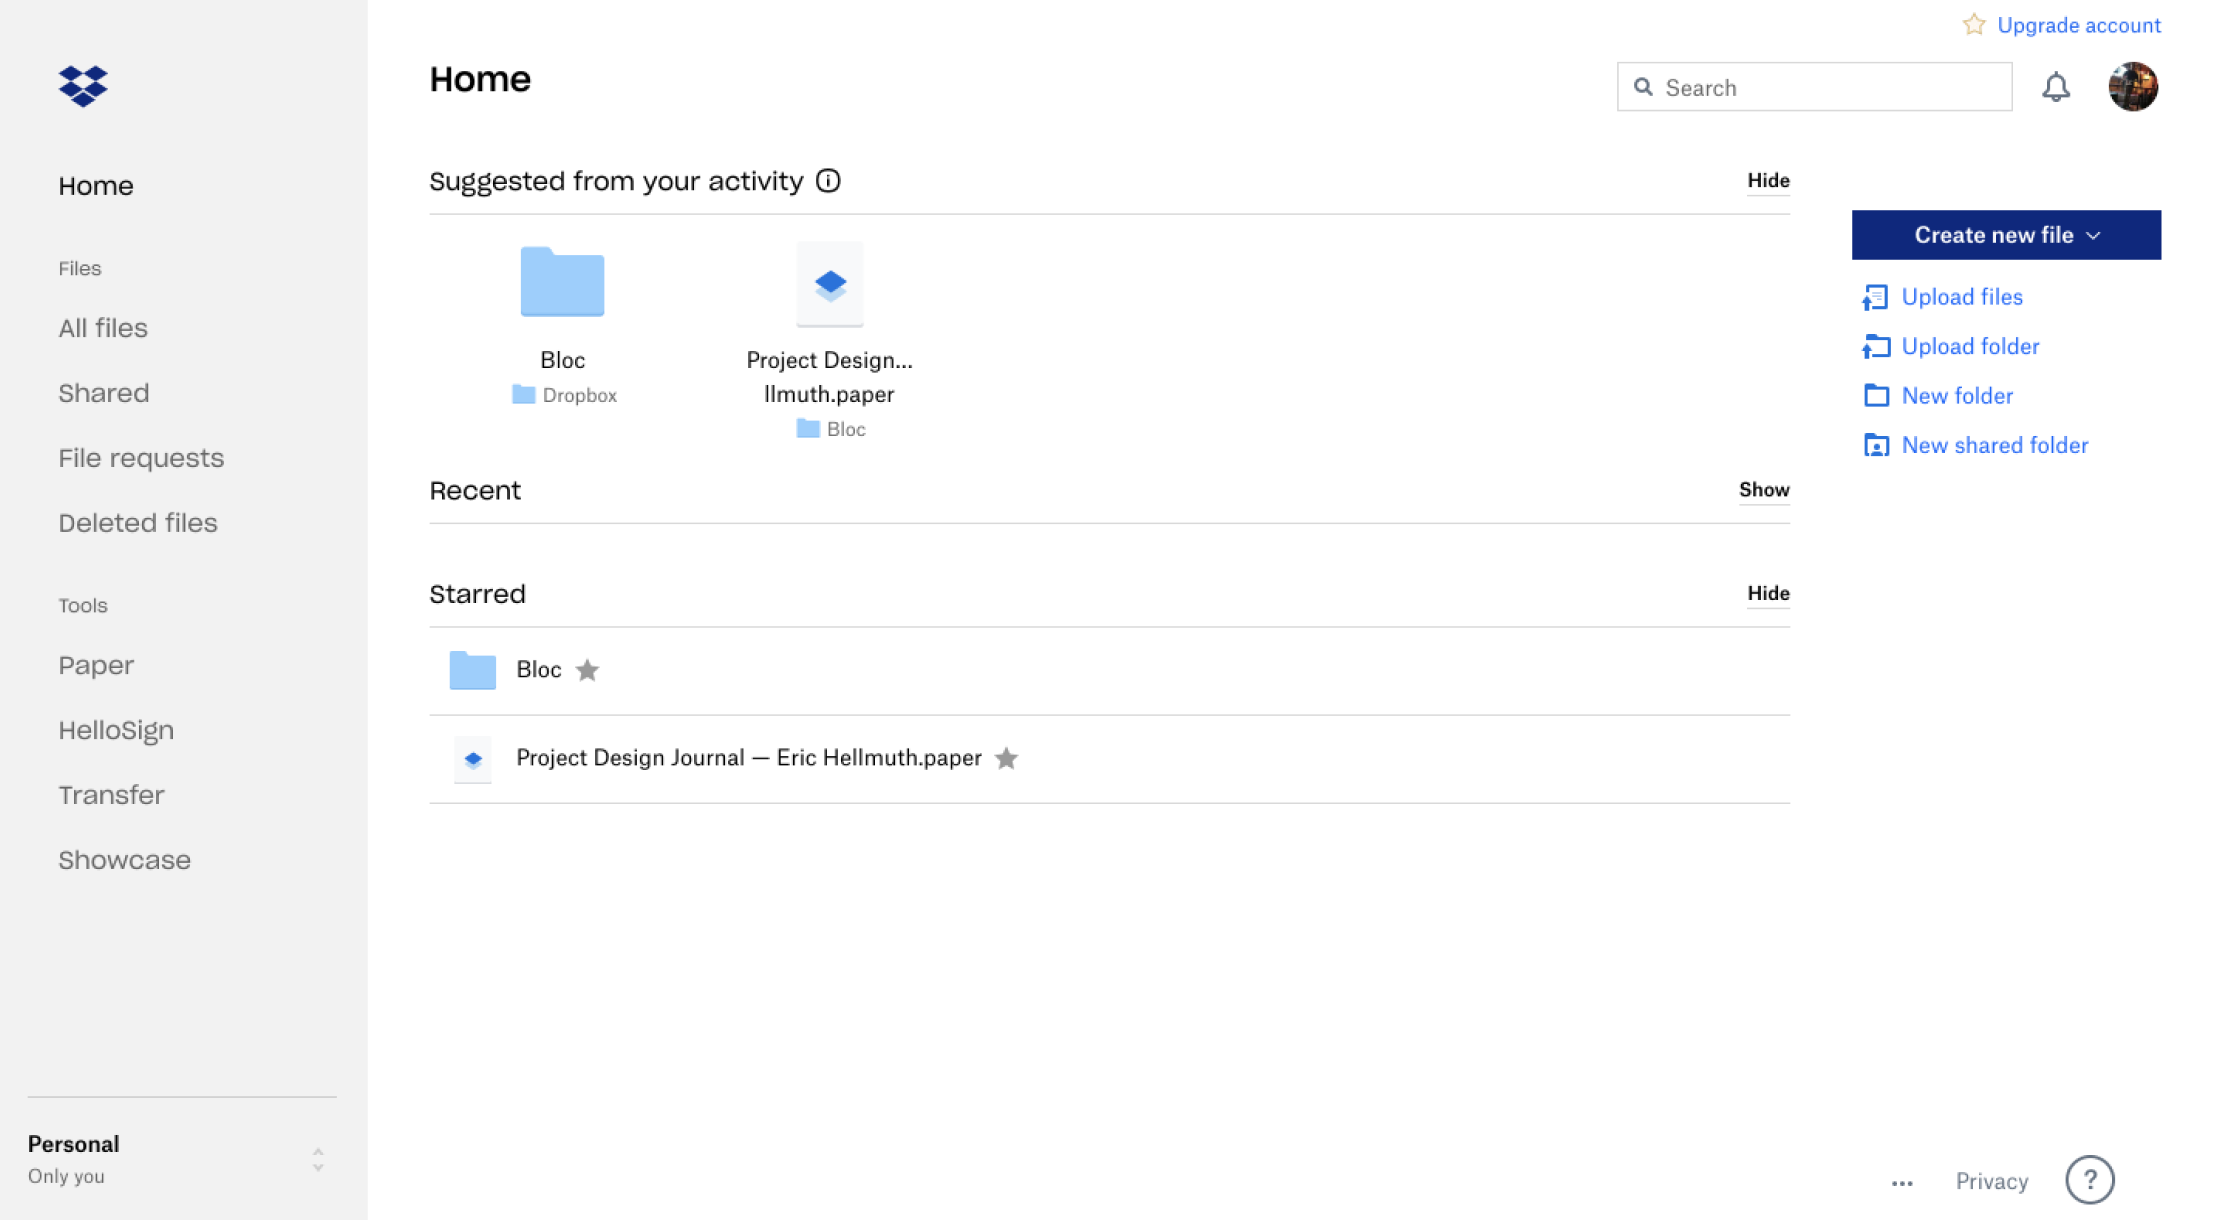 Upgrade account
Home
Search
Home
Suggested from your activity
Hide
Create new file
Files
Upload files
All files
Upload folder
Bloc
Project Design...
llmuth.paper
Dropbox
Bloc
Shared
New folder
New shared folder
File requests
Recent
Show
Deleted files
Starred
Hide
Tools
Bloc
Paper
HelloSign
Project Design Journal — Eric Hellmuth.paper
Transfer
Showcase
Personal
Only you
...
Privacy
?